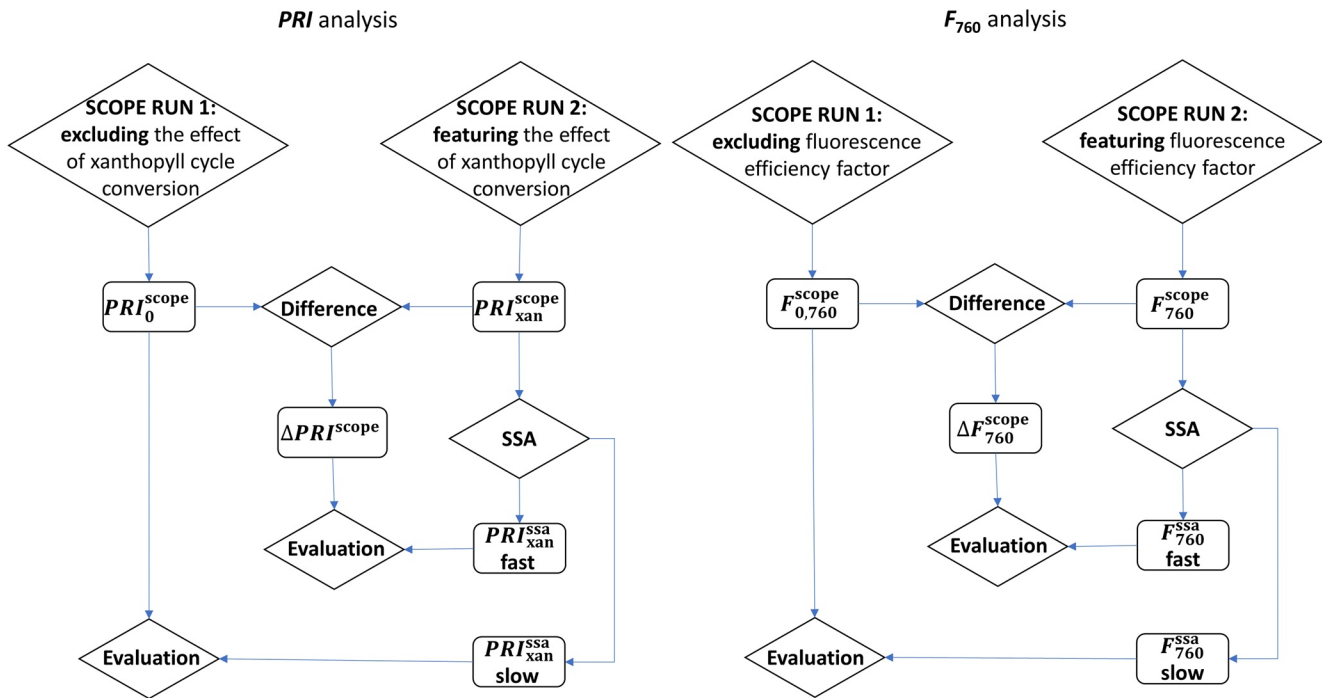 PRI analysis
SCOPE RUN 1:
excluding the effect
of xanthopyll cycle
conversion
SCOPE RUN 2:
featuring the effect
of xanthopyll cycle
conversion
PRI₀ˢᶜᵒᵖᵉ
Difference
PRIₓₐₙˢᶜᵒᵖᵉ
ΔPRIˢᶜᵒᵖᵉ
SSA
Evaluation
PRIₓₐₙˢˢᵃ
fast
Evaluation
PRIₓₐₙˢˢᵃ
slow
F₇₆₀ analysis
SCOPE RUN 1:
excluding fluorescence
efficiency factor
SCOPE RUN 2:
featuring fluorescence
efficiency factor
F₀,₇₆₀ˢᶜᵒᵖᵉ
Difference
F₇₆₀ˢᶜᵒᵖᵉ
ΔF₇₆₀ˢᶜᵒᵖᵉ
SSA
Evaluation
F₇₆₀ˢˢᵃ
fast
Evaluation
F₇₆₀ˢˢᵃ
slow